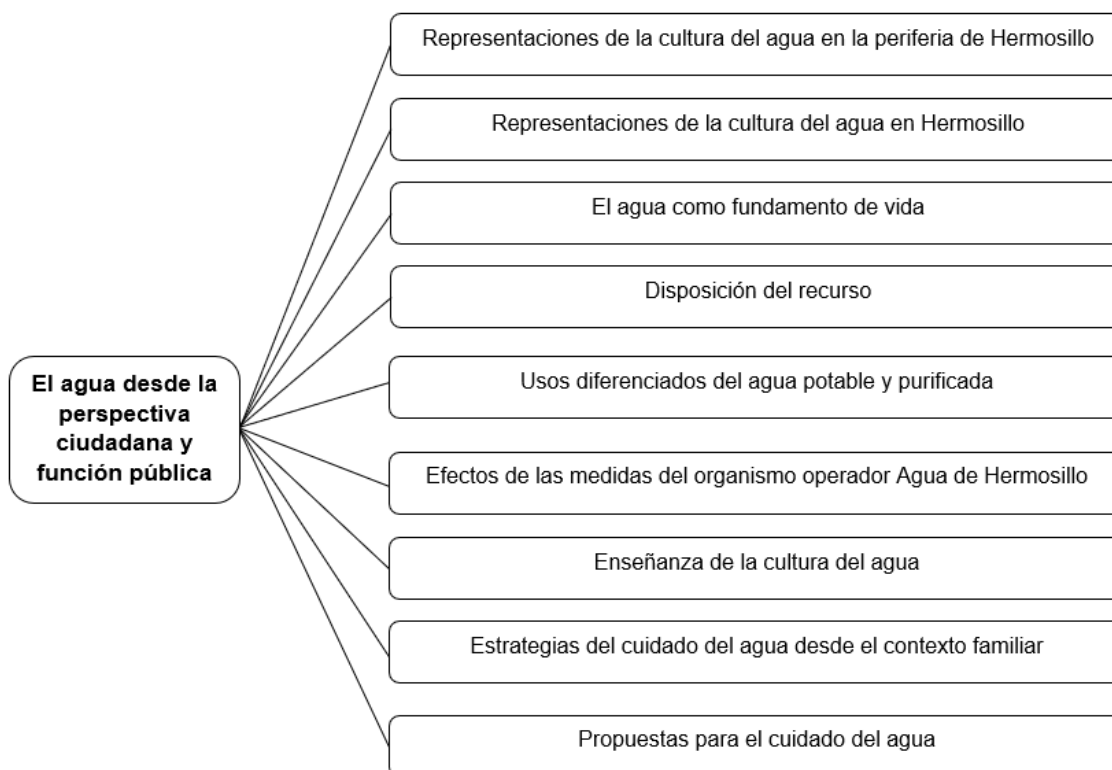 Representaciones de la cultura del agua en la periferia de Hermosillo
Representaciones de la cultura del agua en Hermosillo
El agua como fundamento de vida
Disposición del recurso
El agua desde la
perspectiva
ciudadana y
función pública
Usos diferenciados del agua potable y purificada
Efectos de las medidas del organismo operador Agua de Hermosillo
Enseñanza de la cultura del agua
Estrategias del cuidado del agua desde el contexto familiar
Propuestas para el cuidado del agua